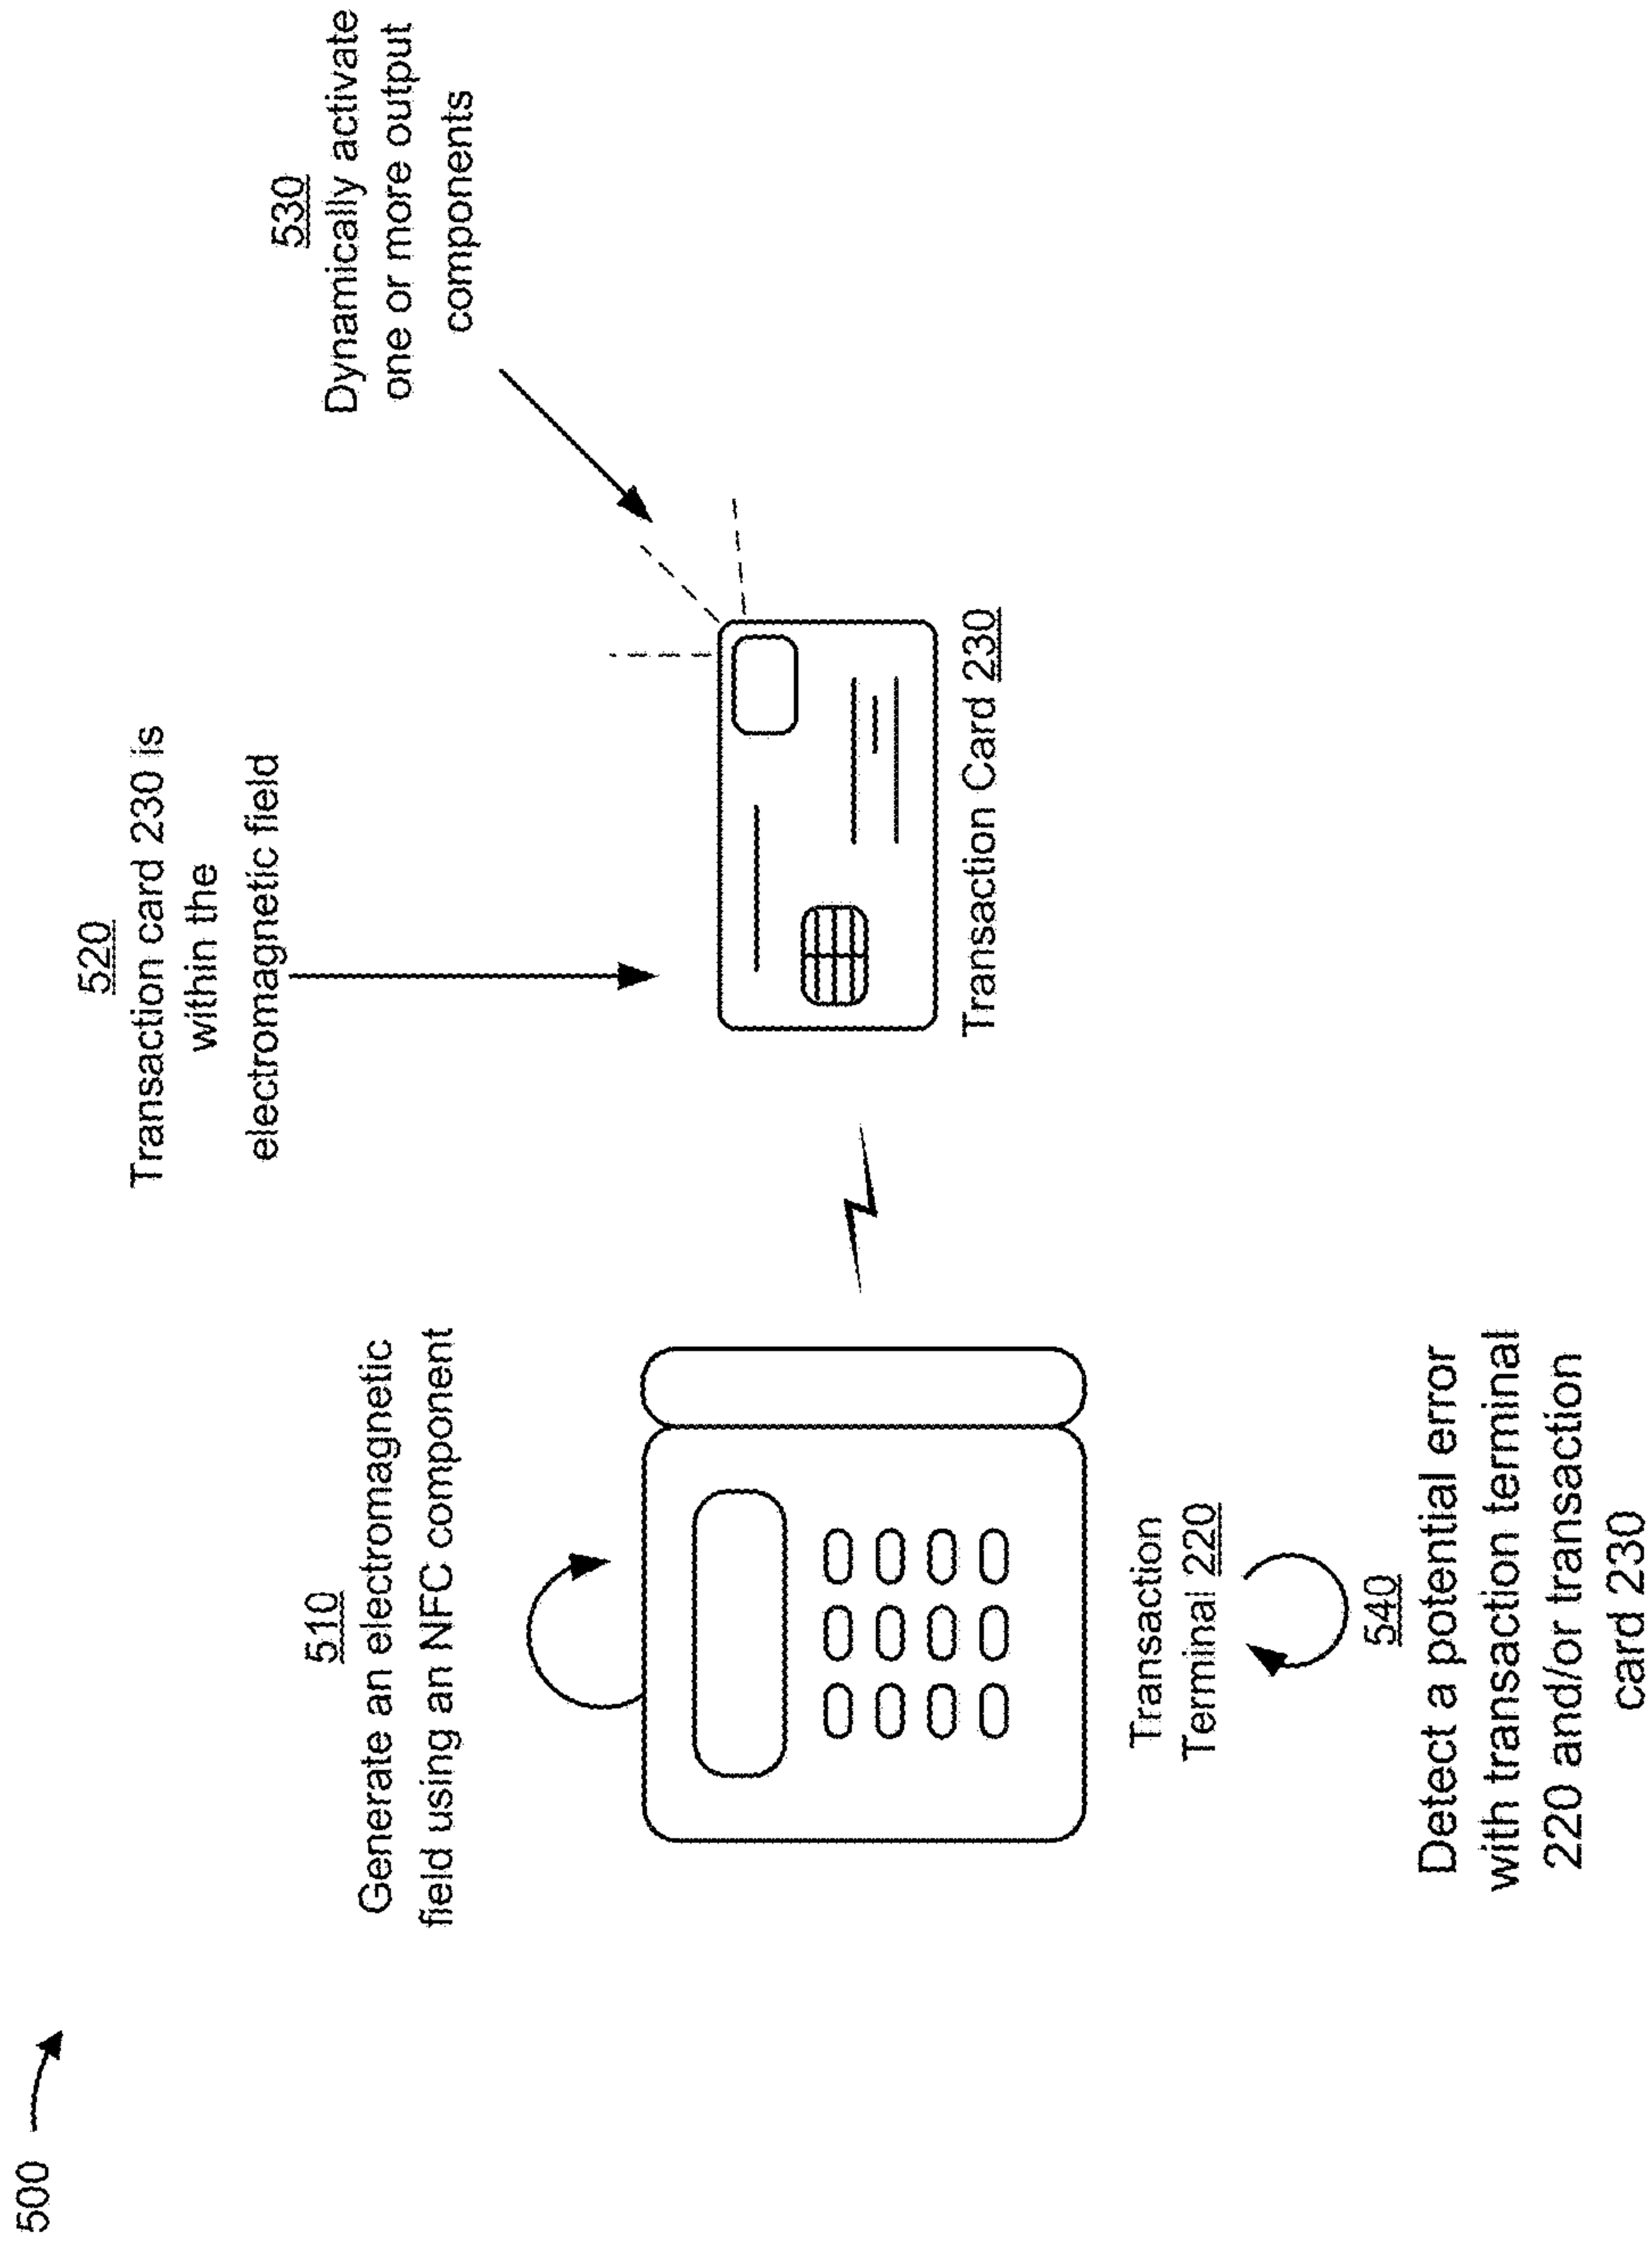 500
510
Generate an electromagnetic
field using an NFC component
520
Transaction card 230 is
within the
electromagnetic field
530
Dynamically activate
one or more output
components
Transaction
Terminal 220
Transaction Card 230
540
Detect a potential error
with transaction terminal
220 and/or transaction
card 230